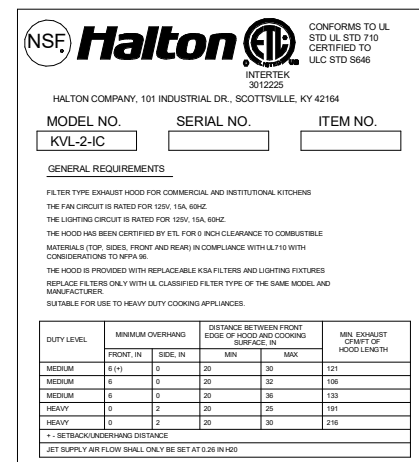 NSF
Halton
ETL
LISTED
US
INTERTEK
3012225
CONFORMS TO UL
STD UL STD 710
CERTIFIED TO
ULC STD S646
HALTON COMPANY, 101 INDUSTRIAL DR., SCOTTSVILLE, KY 42164
MODEL NO. SERIAL NO. ITEM NO.
KVL-2-IC
GENERAL REQUIREMENTS
FILTER TYPE EXHAUST HOOD FOR COMMERCIAL AND INSTITUTIONAL KITCHENS
THE FAN CIRCUIT IS RATED FOR 125V, 15A, 60HZ.
THE LIGHTING CIRCUIT IS RATED FOR 125V, 15A, 60HZ.
THE HOOD HAS BEEN CERTIFIED BY ETL FOR 0 INCH CLEARANCE TO COMBUSTIBLE
MATERIALS (TOP, SIDES, FRONT AND REAR) IN COMPLIANCE WITH UL710 WITH
CONSIDERATIONS TO NFPA 96.
THE HOOD IS PROVIDED WITH REPLACEABLE KSA FILTERS AND LIGHTING FIXTURES
REPLACE FILTERS ONLY WITH UL CLASSIFIED FILTER TYPE OF THE SAME MODEL AND
MANUFACTURER.
SUITABLE FOR USE TO HEAVY DUTY COOKING APPLIANCES.
DUTY LEVEL MINIMUM OVERHANG DISTANCE BETWEEN FRONT EDGE OF HOOD AND COOKING SURFACE, IN MIN. EXHAUST CFM/FT OF HOOD LENGTH
FRONT, IN SIDE, IN MIN MAX
MEDIUM 6 (+) 0 20 30 121
MEDIUM 6 0 20 32 106
MEDIUM 6 0 20 36 133
HEAVY 0 2 20 25 191
HEAVY 0 2 20 30 216
+ - SETBACK/UNDERHANG DISTANCE
JET SUPPLY AIR FLOW SHALL ONLY BE SET AT 0.26 IN H20